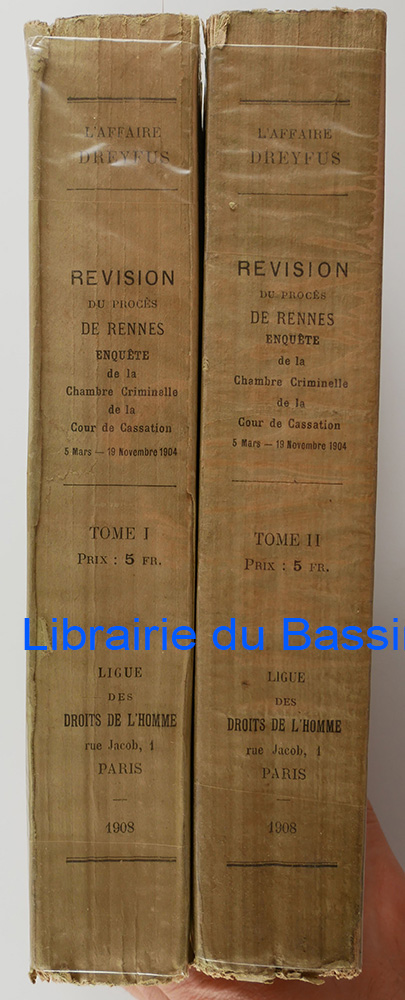 L'AFFAIRE
DREYFUS
REVISION
DU PROCÈS
DE RENNES
ENQUÊTE
de la
Chambre Criminelle
de la
Cour de Cassation
5 Mars — 19 Novembre 1904
TOME I
PRIX : 5 FR.
LIGUE
DES
DROITS DE L'HOMME
rue Jacob, 1
PARIS
1908
L'AFFAIRE
DREYFUS
REVISION
DU PROCÈS
DE RENNES
ENQUÊTE
de la
Chambre Criminelle
de la
Cour de Cassation
5 Mars — 19 Novembre 1904
TOME II
PRIX : 5 FR.
LIGUE
DES
DROITS DE L'HOMME
rue Jacob, 1
PARIS
1908
Librairie du Bassin